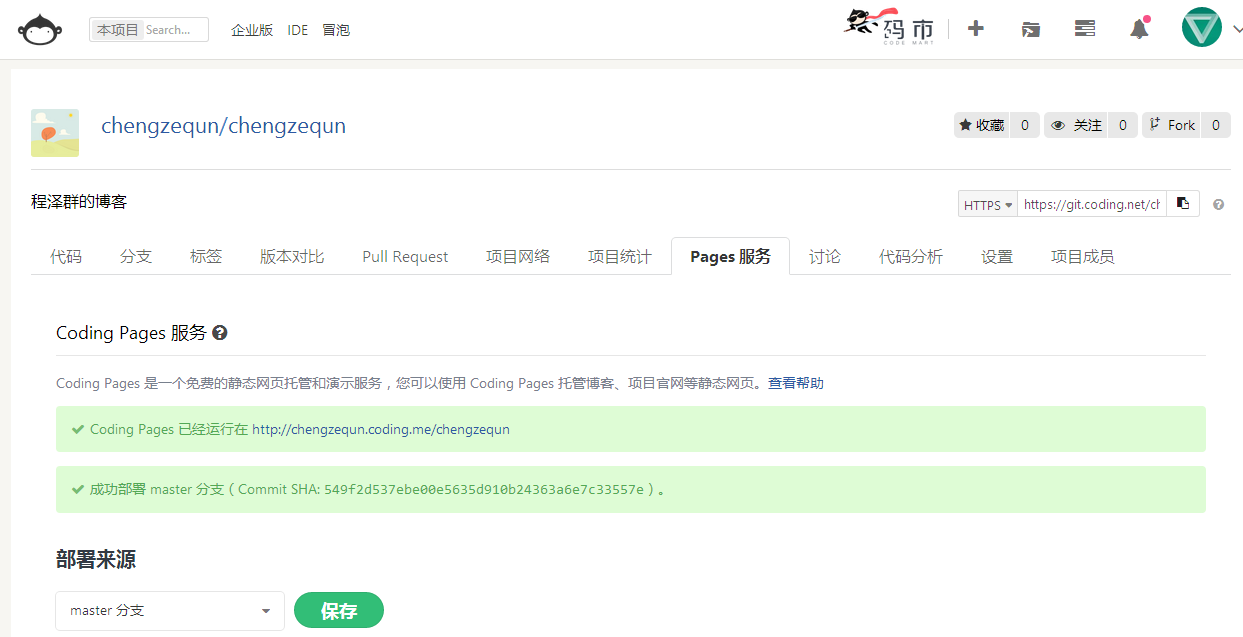 本项目 Search... 企业版 IDE 冒泡 码市
CODE MART
chengzequn/chengzequn 收藏 0 关注 0 Fork 0
程泽群的博客 HTTPS https://git.coding.net/ch
代码 分支 标签 版本对比 Pull Request 项目网络 项目统计 Pages 服务 讨论 代码分析 设置 项目成员
Coding Pages 服务
Coding Pages 是一个免费的静态网页托管和演示服务，您可以使用 Coding Pages 托管博客、项目官网等静态网页。查看帮助
Coding Pages 已经运行在 http://chengzequn.coding.me/chengzequn
成功部署 master 分支（Commit SHA: 549f2d537ebe00e5635d910b24363a6e7c33557e）。
部署来源
master 分支 保存